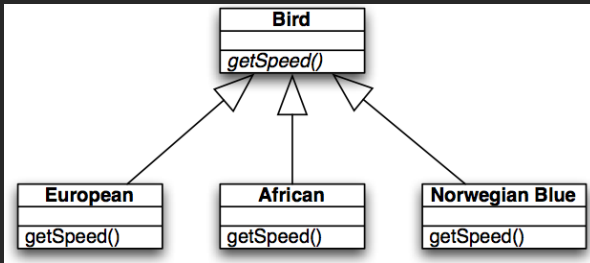 Bird
getSpeed()
European
African
Norwegian Blue
getSpeed()
getSpeed()
getSpeed()